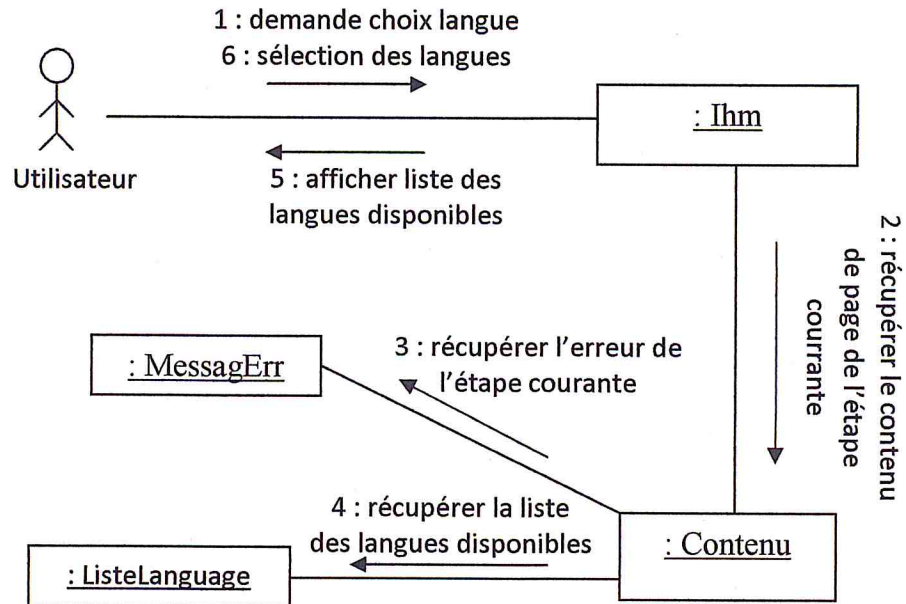 1 : demande choix langue
6 : sélection des langues
: Ihm
Utilisateur
5 : afficher liste des
langues disponibles
2 : récupérer le contenu
de page de l'étape
courrante
: MessagErr
3 : récupérer l'erreur de
l'étape courante
4 : récupérer la liste
des langues disponibles
: Contenu
: ListeLanguage